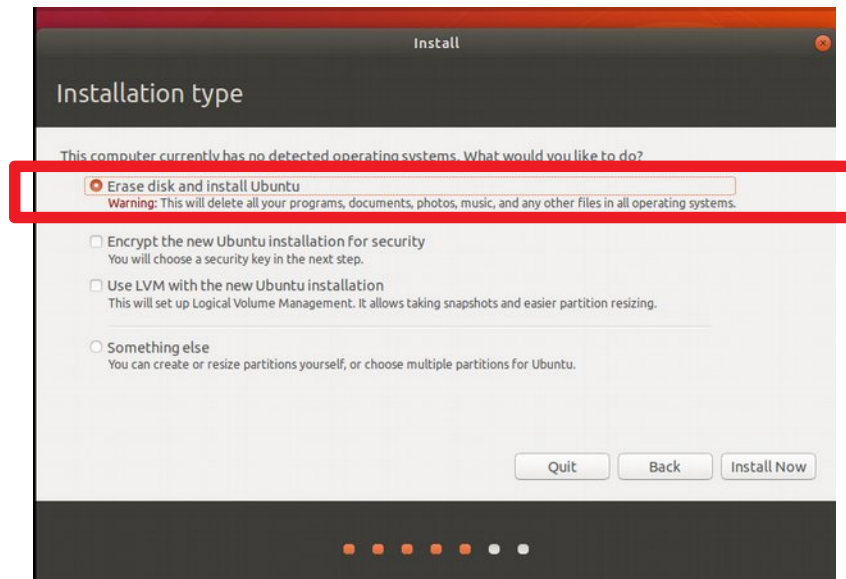 Install
Installation type
This computer currently has no detected operating systems. What would you like to do?
Erase disk and install Ubuntu
Warning: This will delete all your programs, documents, photos, music, and any other files in all operating systems.
Encrypt the new Ubuntu installation for security
You will choose a security key in the next step.
Use LVM with the new Ubuntu installation
This will set up Logical Volume Management. It allows taking snapshots and easier partition resizing.
Something else
You can create or resize partitions yourself, or choose multiple partitions for Ubuntu.
Quit Back Install Now